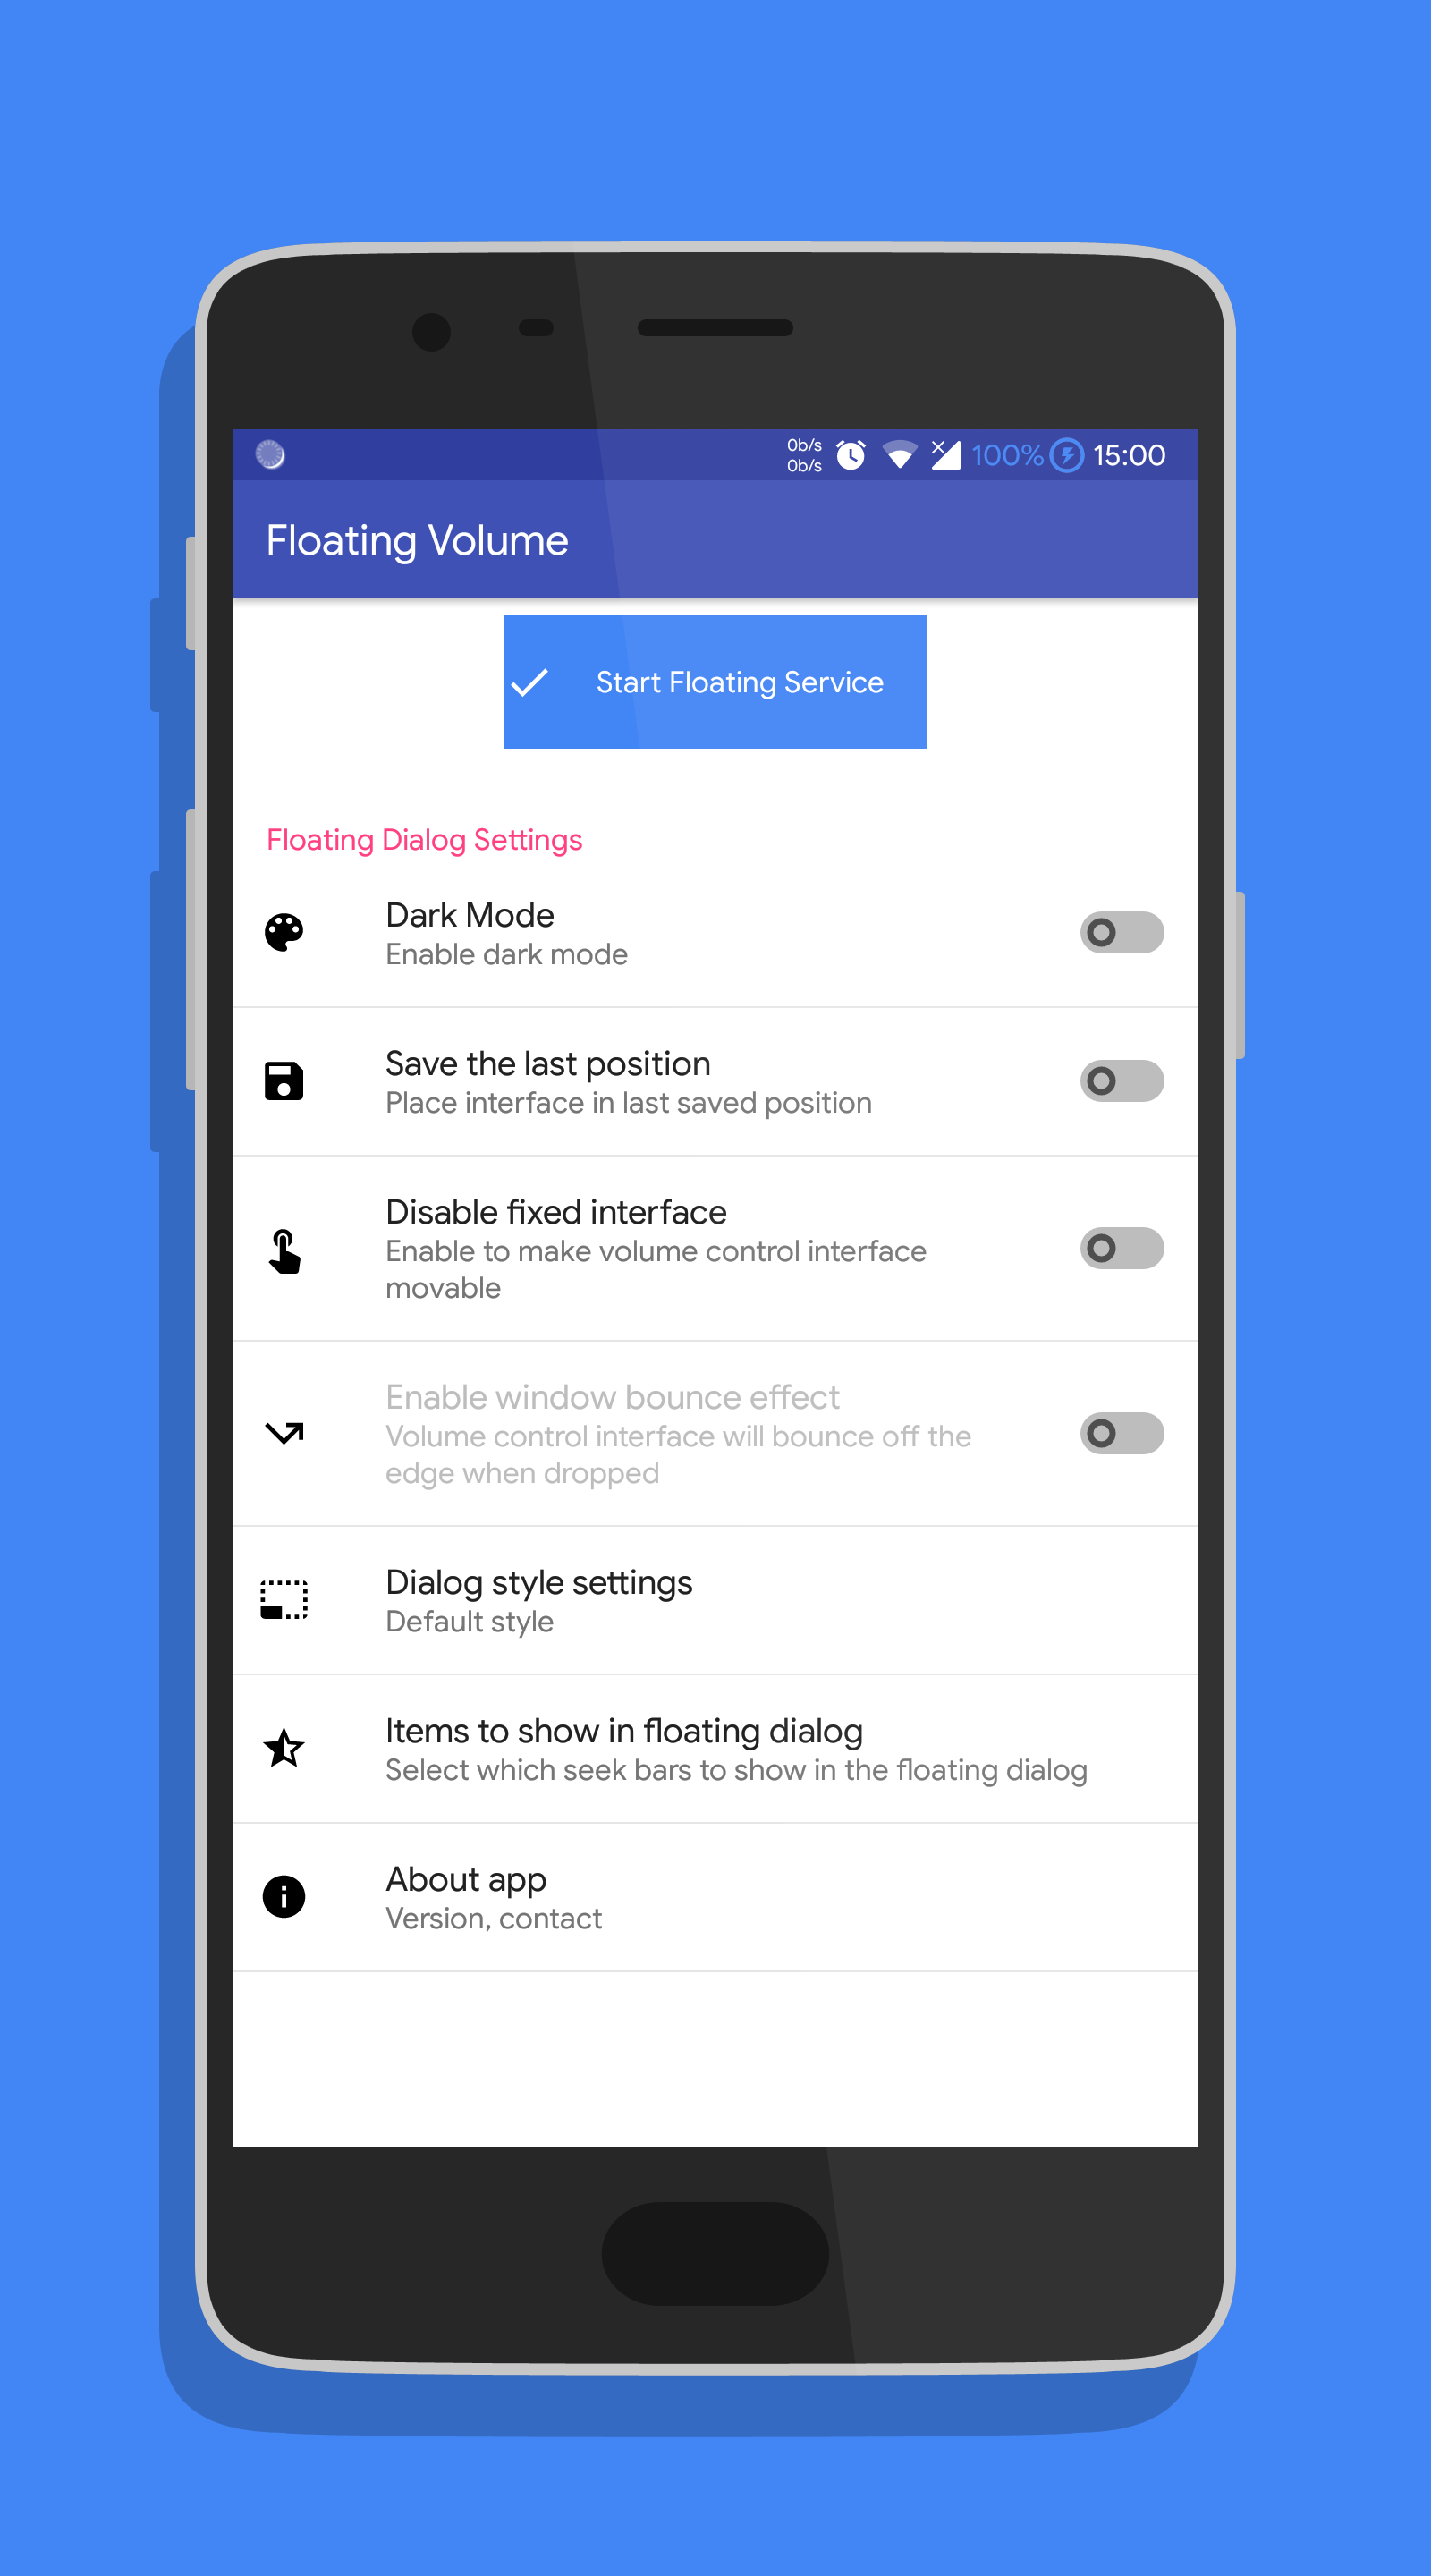 0b/s
0b/s
100% 15:00
Floating Volume
Start Floating Service
Floating Dialog Settings
Dark Mode
Enable dark mode
Save the last position
Place interface in last saved position
Disable fixed interface
Enable to make volume control interface
movable
Enable window bounce effect
Volume control interface will bounce off the
edge when dropped
Dialog style settings
Default style
Items to show in floating dialog
Select which seek bars to show in the floating dialog
About app
Version, contact